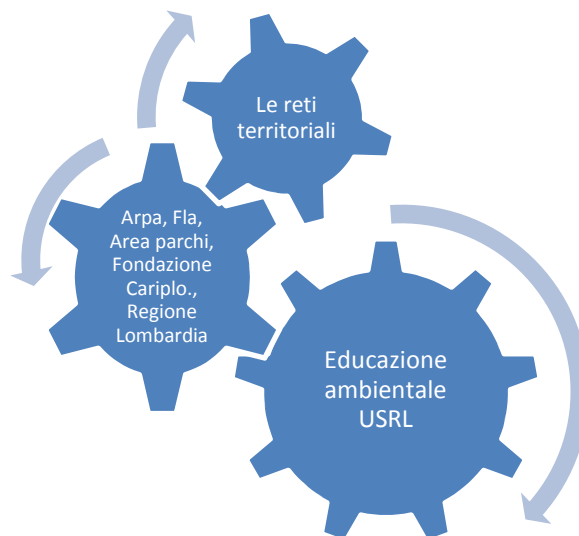 Le reti
territoriali
Arpa, Fla,
Area parchi,
Fondazione
Cariplo.,
Regione
Lombardia
Educazione
ambientale
USRL